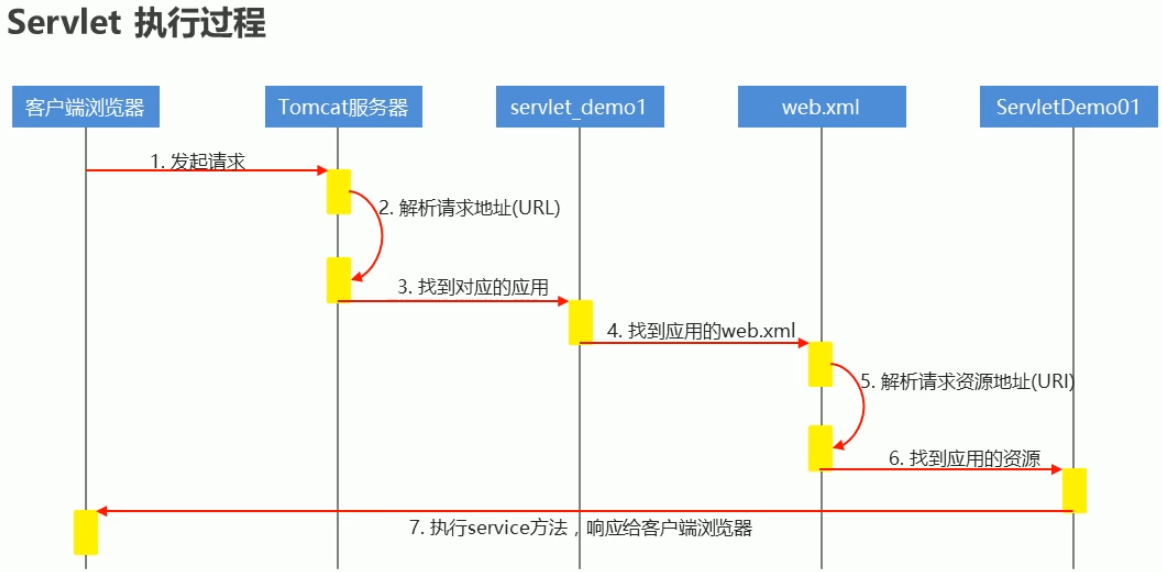 Servlet 执行过程
客户端浏览器
Tomcat服务器
servlet_demo1
web.xml
ServletDemo01
1. 发起请求
2. 解析请求地址(URL)
3. 找到对应的应用
4. 找到应用的web.xml
5. 解析请求资源地址(URI)
6. 找到应用的资源
7. 执行service方法，响应给客户端浏览器